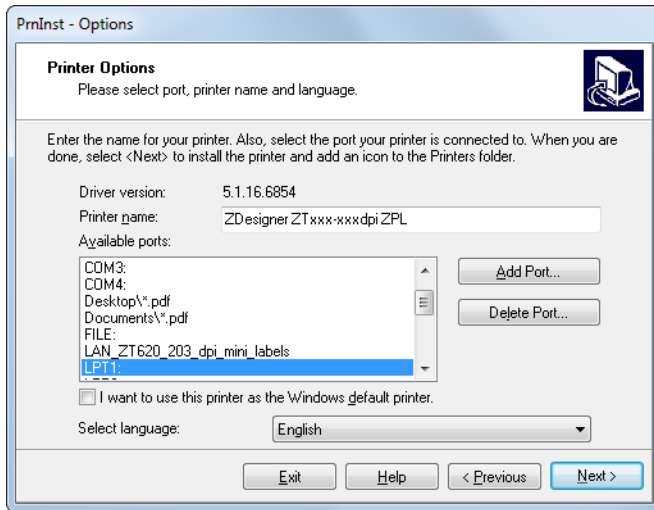 PrnInst - Options
Printer Options
Please select port, printer name and language.
Enter the name for your printer. Also, select the port your printer is connected to. When you are
done, select <Next> to install the printer and add an icon to the Printers folder.
Driver version: 5.1.16.6854
Printer name: ZDesigner ZTxxx-xxxdpi ZPL
Available ports:
COM3:
COM4:
Desktop\*.pdf
Documents\*.pdf
FILE:
LAN_ZT620_203_dpi_mini_labels
LPT1:
Add Port...
Delete Port...
I want to use this printer as the Windows default printer.
Select language: English
Exit Help < Previous Next >